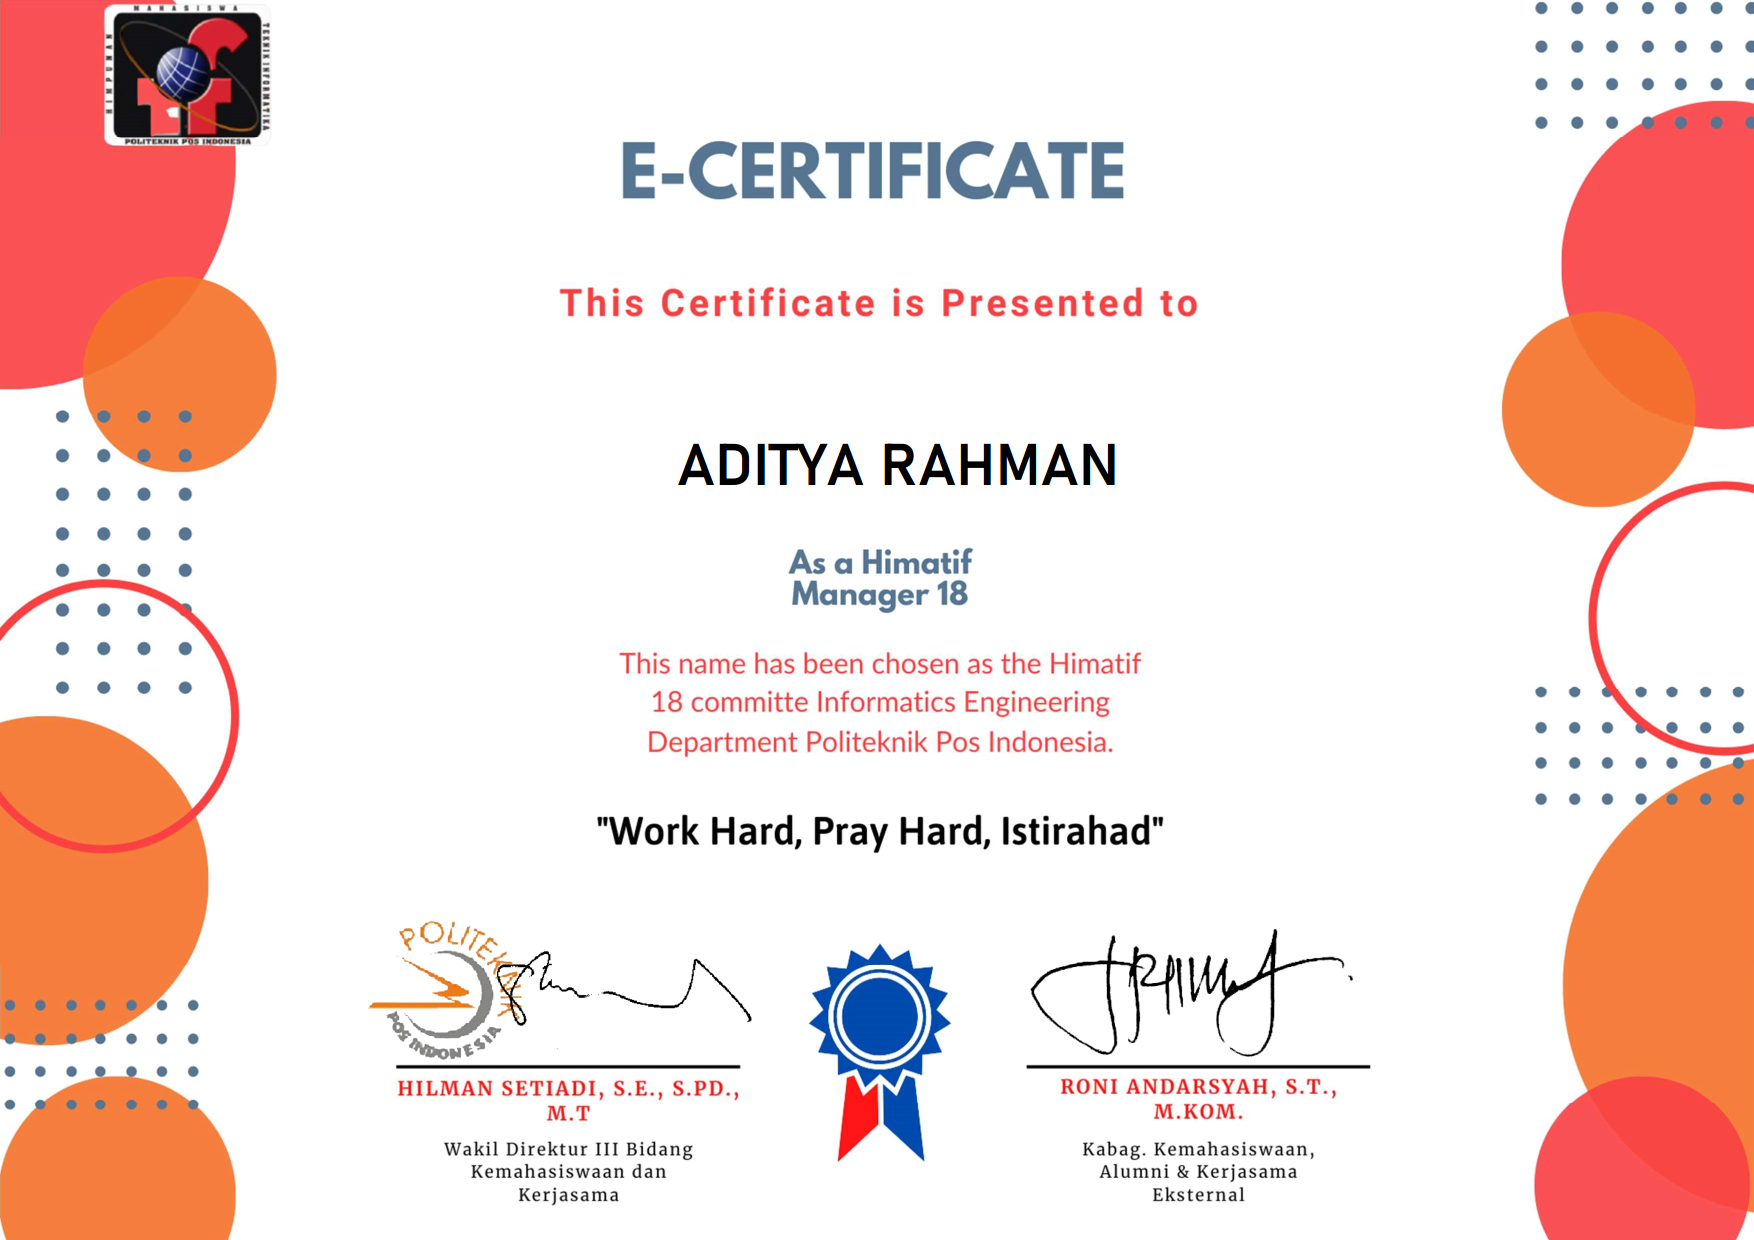 MAHASISWA
HIMPUNAN
TEKNIK INFORMATIKA
POLITEKNIK POS INDONESIA
E-CERTIFICATE
This Certificate is Presented to
ADITYA RAHMAN
As a Himatif
Manager 18
This name has been chosen as the Himatif
18 committe Informatics Engineering
Department Politeknik Pos Indonesia.
"Work Hard, Pray Hard, Istirahad"
POLITEKNIK
POS INDONESIA
HILMAN SETIADI, S.E., S.PD.,
M.T
Wakil Direktur III Bidang
Kemahasiswaan dan
Kerjasama
RONI ANDARSYAH, S.T.,
M.KOM.
Kabag. Kemahasiswaan,
Alumni & Kerjasama
Eksternal